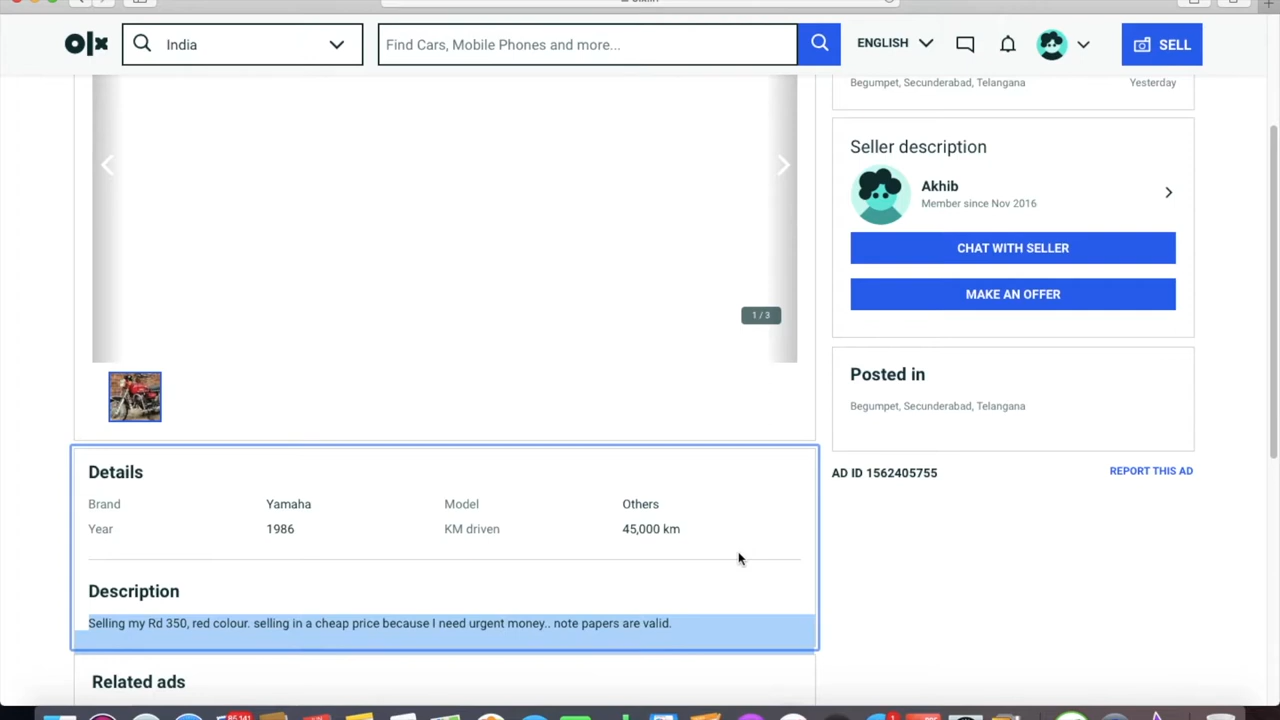 olx
India
Find Cars, Mobile Phones and more...
ENGLISH
SELL
Begumpet, Secunderabad, Telangana
Yesterday
Seller description
Akhib
Member since Nov 2016
CHAT WITH SELLER
MAKE AN OFFER
1 / 3
Posted in
Begumpet, Secunderabad, Telangana
AD ID 1562405755
REPORT THIS AD
Details
Brand Yamaha Model Others
Year 1986 KM driven 45,000 km
Description
Selling my Rd 350, red colour. selling in a cheap price because I need urgent money.. note papers are valid.
Related ads